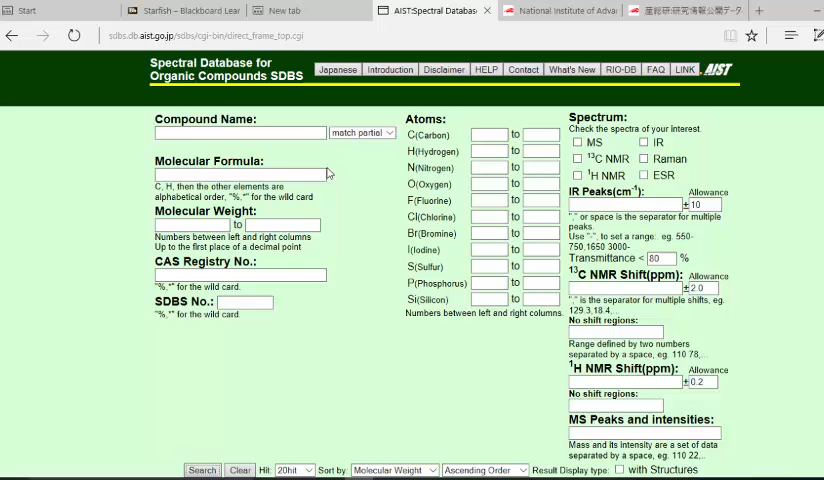 Start
Starfish – Blackboard Lear
New tab
AIST:Spectral Database
National Institute of Advan
産総研:研究情報公開データ
sdbs.db.aist.go.jp/sdbs/cgi-bin/direct_frame_top.cgi
Spectral Database for
Organic Compounds SDBS
Japanese Introduction Disclaimer HELP Contact What's New RIO-DB FAQ LINK AIST
Compound Name:
match partial
Molecular Formula:
C, H, then the other elements are
alphabetical order, "%,*" for the wild card
Molecular Weight:
to
Numbers between left and right columns
Up to the first place of a decimal point
CAS Registry No.:
"%,*" for the wild card.
SDBS No.:
"%,*" for the wild card.
Atoms:
C(Carbon) to
H(Hydrogen) to
N(Nitrogen) to
O(Oxygen) to
F(Fluorine) to
Cl(Chlorine) to
Br(Bromine) to
I(Iodine) to
S(Sulfur) to
P(Phosphorus) to
Si(Silicon) to
Numbers between left and right columns.
Spectrum:
Check the spectra of your interest.
MS IR
13C NMR Raman
1H NMR ESR
IR Peaks(cm-1) Allowance
± 10
"," or space is the separator for multiple
peaks.
Use "-" to set a range: eg. 550-
750,1650 3000-
Transmittance < 80 %
13C NMR Shift(ppm): Allowance
± 2.0
"," is the separator for multiple shifts, eg.
129.3,18.4,...
No shift regions:
Range defined by two numbers
separated by a space, eg. 110 78,...
1H NMR Shift(ppm): Allowance
± 0.2
No shift regions:
MS Peaks and intensities:
Mass and its intensity are a set of data
separated by a space, eg. 110 22,...
Search Clear Hit: 20hit Sort by: Molecular Weight Ascending Order Result Display type: with Structures